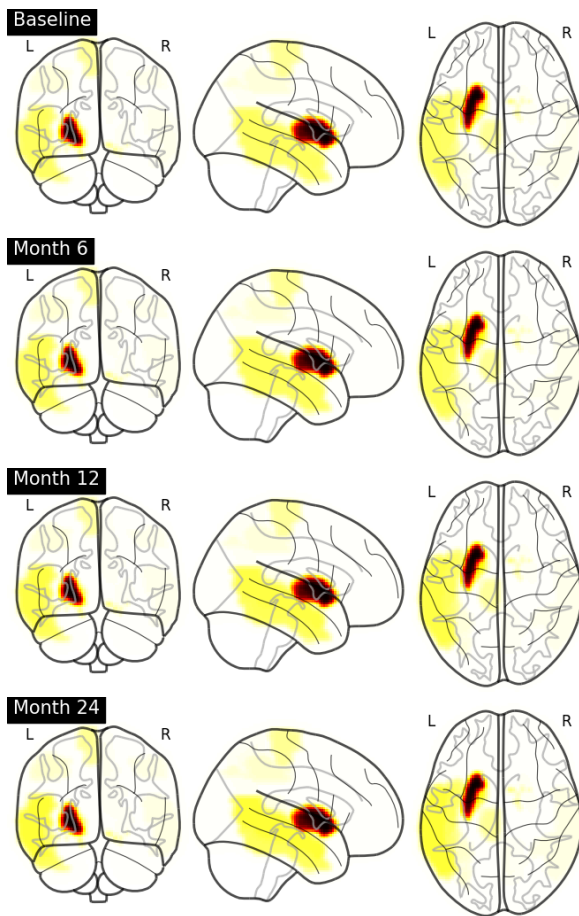 Baseline
L R L R
Month 6
L R L R
Month 12
L R L R
Month 24
L R L R